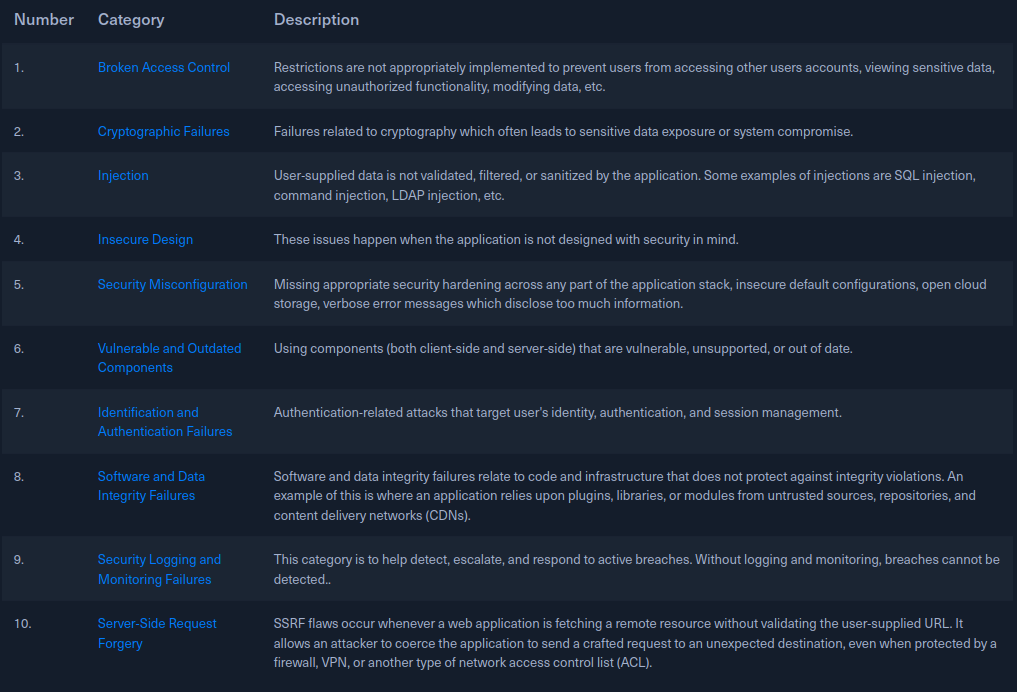 Number Category Description
1. Broken Access Control Restrictions are not appropriately implemented to prevent users from accessing other users accounts, viewing sensitive data,
accessing unauthorized functionality, modifying data, etc.
2. Cryptographic Failures Failures related to cryptography which often leads to sensitive data exposure or system compromise.
3. Injection User-supplied data is not validated, filtered, or sanitized by the application. Some examples of injections are SQL injection,
command injection, LDAP injection, etc.
4. Insecure Design These issues happen when the application is not designed with security in mind.
5. Security Misconfiguration Missing appropriate security hardening across any part of the application stack, insecure default configurations, open cloud
storage, verbose error messages which disclose too much information.
6. Vulnerable and Outdated Using components (both client-side and server-side) that are vulnerable, unsupported, or out of date.
Components
7. Identification and Authentication-related attacks that target user's identity, authentication, and session management.
Authentication Failures
8. Software and Data Software and data integrity failures relate to code and infrastructure that does not protect against integrity violations. An
Integrity Failures example of this is where an application relies upon plugins, libraries, or modules from untrusted sources, repositories, and
content delivery networks (CDNs).
9. Security Logging and This category is to help detect, escalate, and respond to active breaches. Without logging and monitoring, breaches cannot be
Monitoring Failures detected..
10. Server-Side Request SSRF flaws occur whenever a web application is fetching a remote resource without validating the user-supplied URL. It
Forgery allows an attacker to coerce the application to send a crafted request to an unexpected destination, even when protected by a
firewall, VPN, or another type of network access control list (ACL).